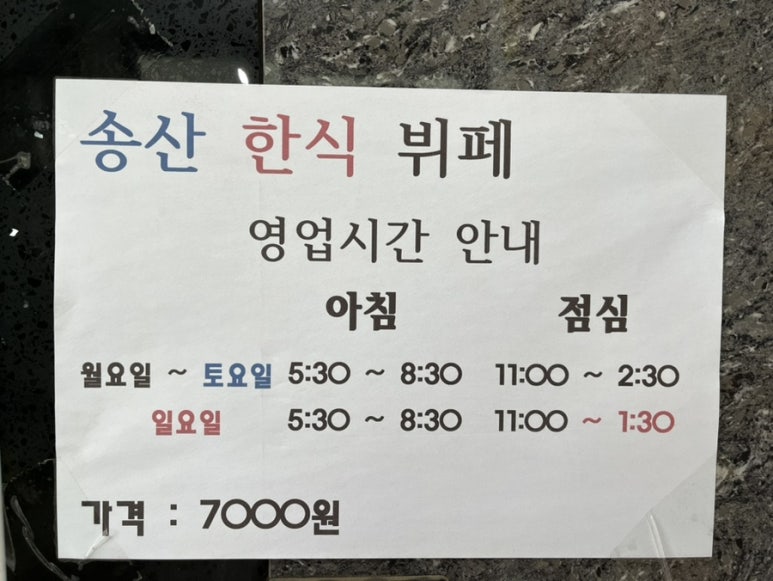 송산 한식 뷔페
영업시간 안내
아침 점심
월요일 ~ 토요일 5:30 ~ 8:30 11:00 ~ 2:30
일요일 5:30 ~ 8:30 11:00 ~ 1:30
가격 : 7000원